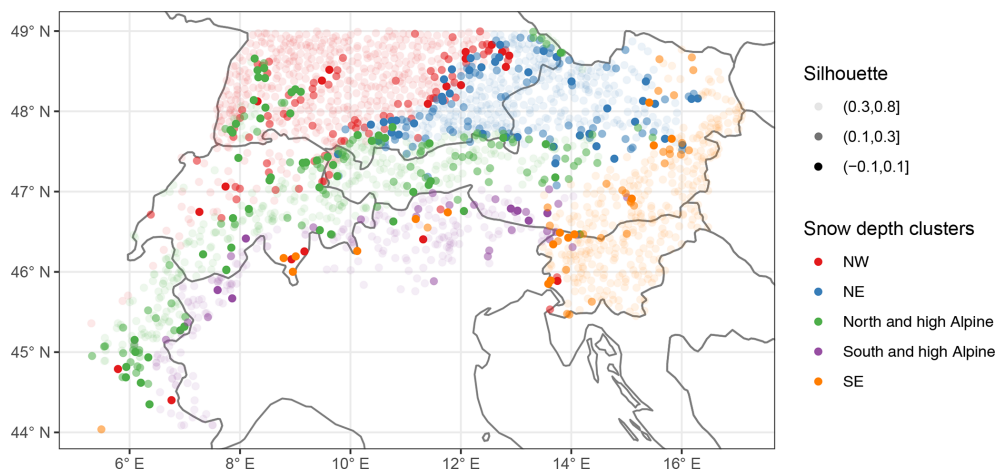 49° N
48° N
47° N
46° N
45° N
44° N
6° E
8° E
10° E
12° E
14° E
16° E
Silhouette
(0.3,0.8]
(0.1,0.3]
(−0.1,0.1]
Snow depth clusters
NW
NE
North and high Alpine
South and high Alpine
SE